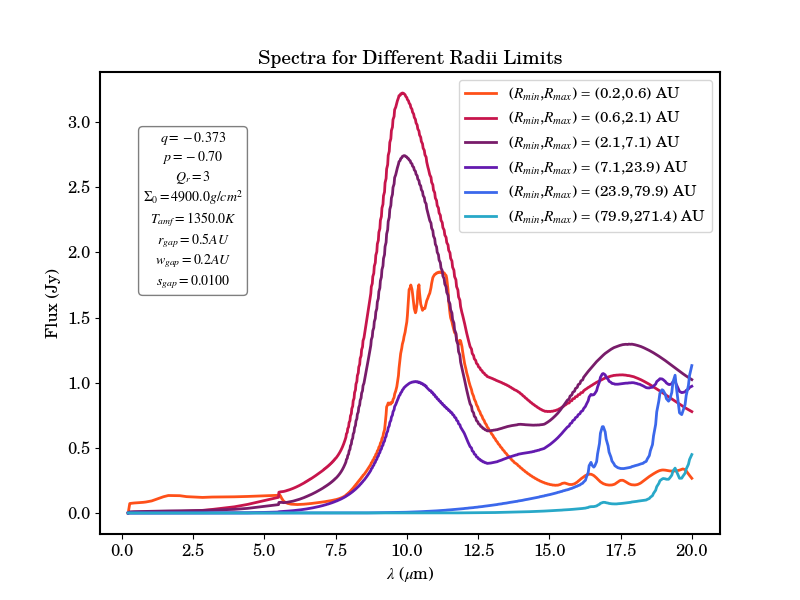 Spectra for Different Radii Limits
Flux (Jy)
3.0
2.5
2.0
1.5
1.0
0.5
0.0
q = −0.373
p = −0.70
Q_r = 3
Σ_0 = 4900.0g/cm^2
T_amf = 1350.0K
r_gap = 0.5AU
w_gap = 0.2AU
s_gap = 0.0100
(R_min,R_max) = (0.2,0.6) AU
(R_min,R_max) = (0.6,2.1) AU
(R_min,R_max) = (2.1,7.1) AU
(R_min,R_max) = (7.1,23.9) AU
(R_min,R_max) = (23.9,79.9) AU
(R_min,R_max) = (79.9,271.4) AU
0.0 2.5 5.0 7.5 10.0 12.5 15.0 17.5 20.0
λ (μm)